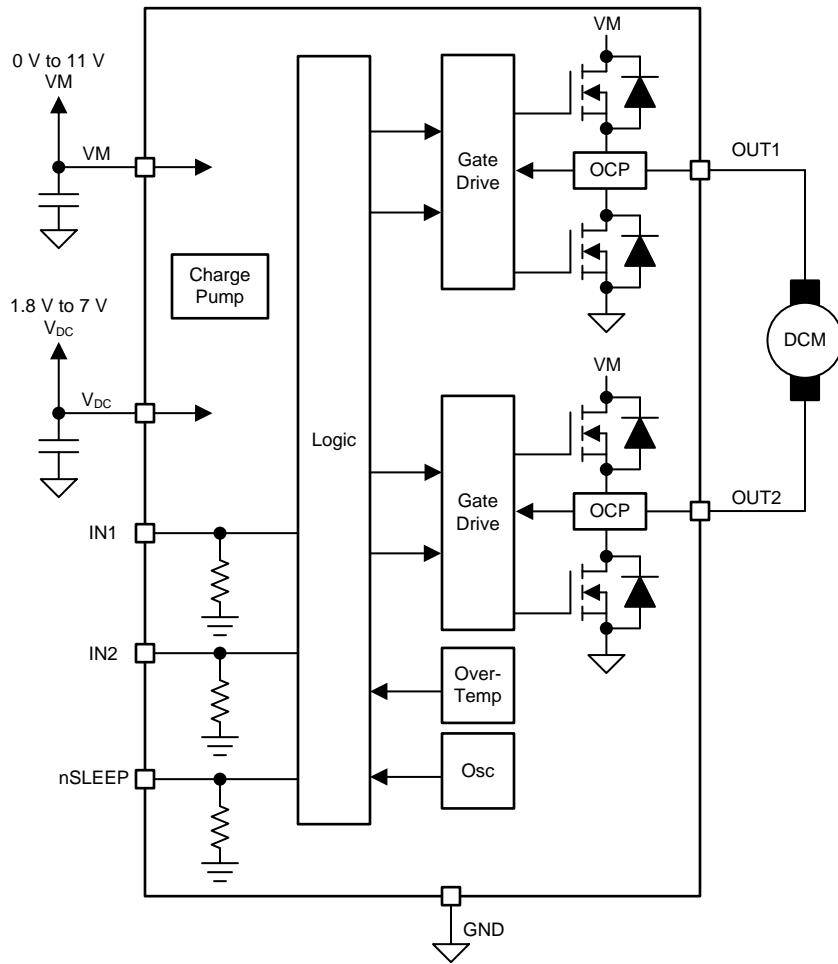 0 V to 11 V
VM
VM
Charge
Pump
1.8 V to 7 V
VDC
VDC
IN1
IN2
nSLEEP
Logic
Gate
Drive
VM
OCP
OUT1
DCM
Gate
Drive
VM
OCP
OUT2
Over-
Temp
Osc
GND